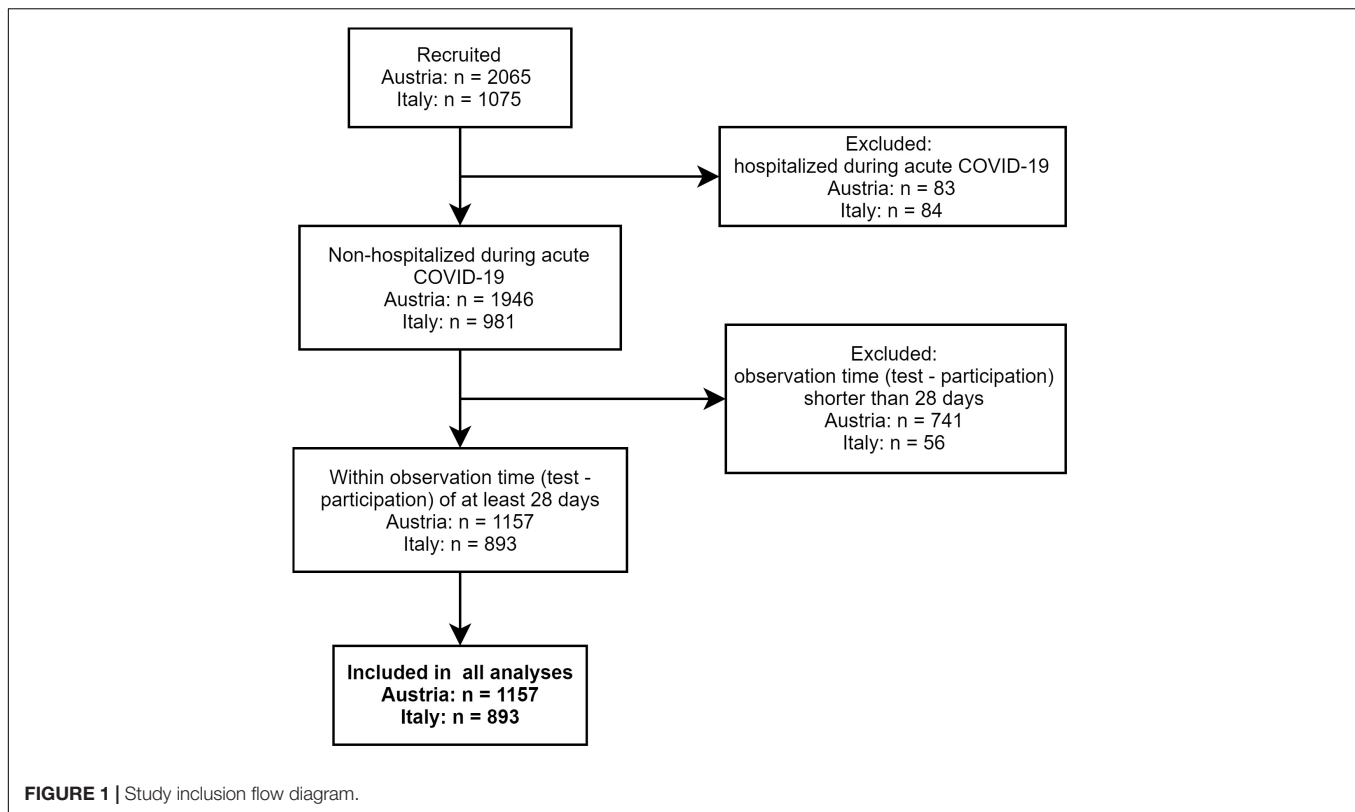 Recruited
Austria: n = 2065
Italy: n = 1075
Excluded:
hospitalized during acute COVID-19
Austria: n = 83
Italy: n = 84
Non-hospitalized during acute
COVID-19
Austria: n = 1946
Italy: n = 981
Excluded:
observation time (test - participation)
shorter than 28 days
Austria: n = 741
Italy: n = 56
Within observation time (test -
participation) of at least 28 days
Austria: n = 1157
Italy: n = 893
Included in all analyses
Austria: n = 1157
Italy: n = 893
FIGURE 1 | Study inclusion flow diagram.